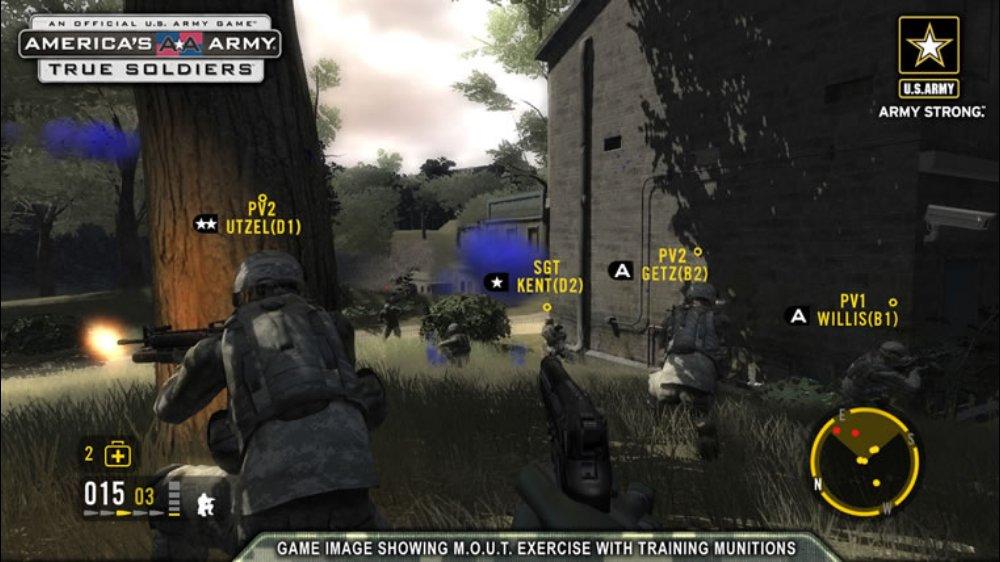 AN OFFICIAL U.S. ARMY GAME™
AMERICA'S AA ARMY
TRUE SOLDIERS
U.S.ARMY
ARMY STRONG.
PV2
UTZEL(D1)
SGT
KENT(D2)
A
PV2
GETZ(B2)
A
PV1
WILLIS(B1)
2
015 03
E
S
N
W
GAME IMAGE SHOWING M.O.U.T. EXERCISE WITH TRAINING MUNITIONS